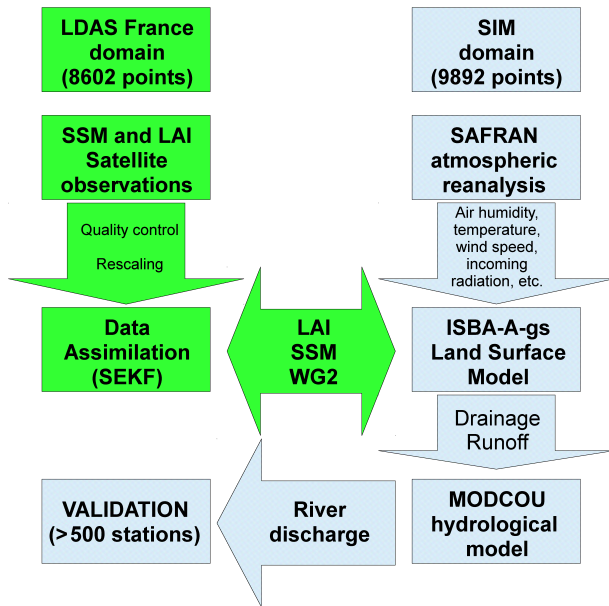 LDAS France
domain
(8602 points)
SIM
domain
(9892 points)
SSM and LAI
Satellite
observations
SAFRAN
atmospheric
reanalysis
Quality control
Rescaling
Air humidity,
temperature,
wind speed,
incoming
radiation, etc.
Data
Assimilation
(SEKF)
LAI
SSM
WG2
ISBA-A-gs
Land Surface
Model
Drainage
Runoff
VALIDATION
(>500 stations)
River
discharge
MODCOU
hydrological
model